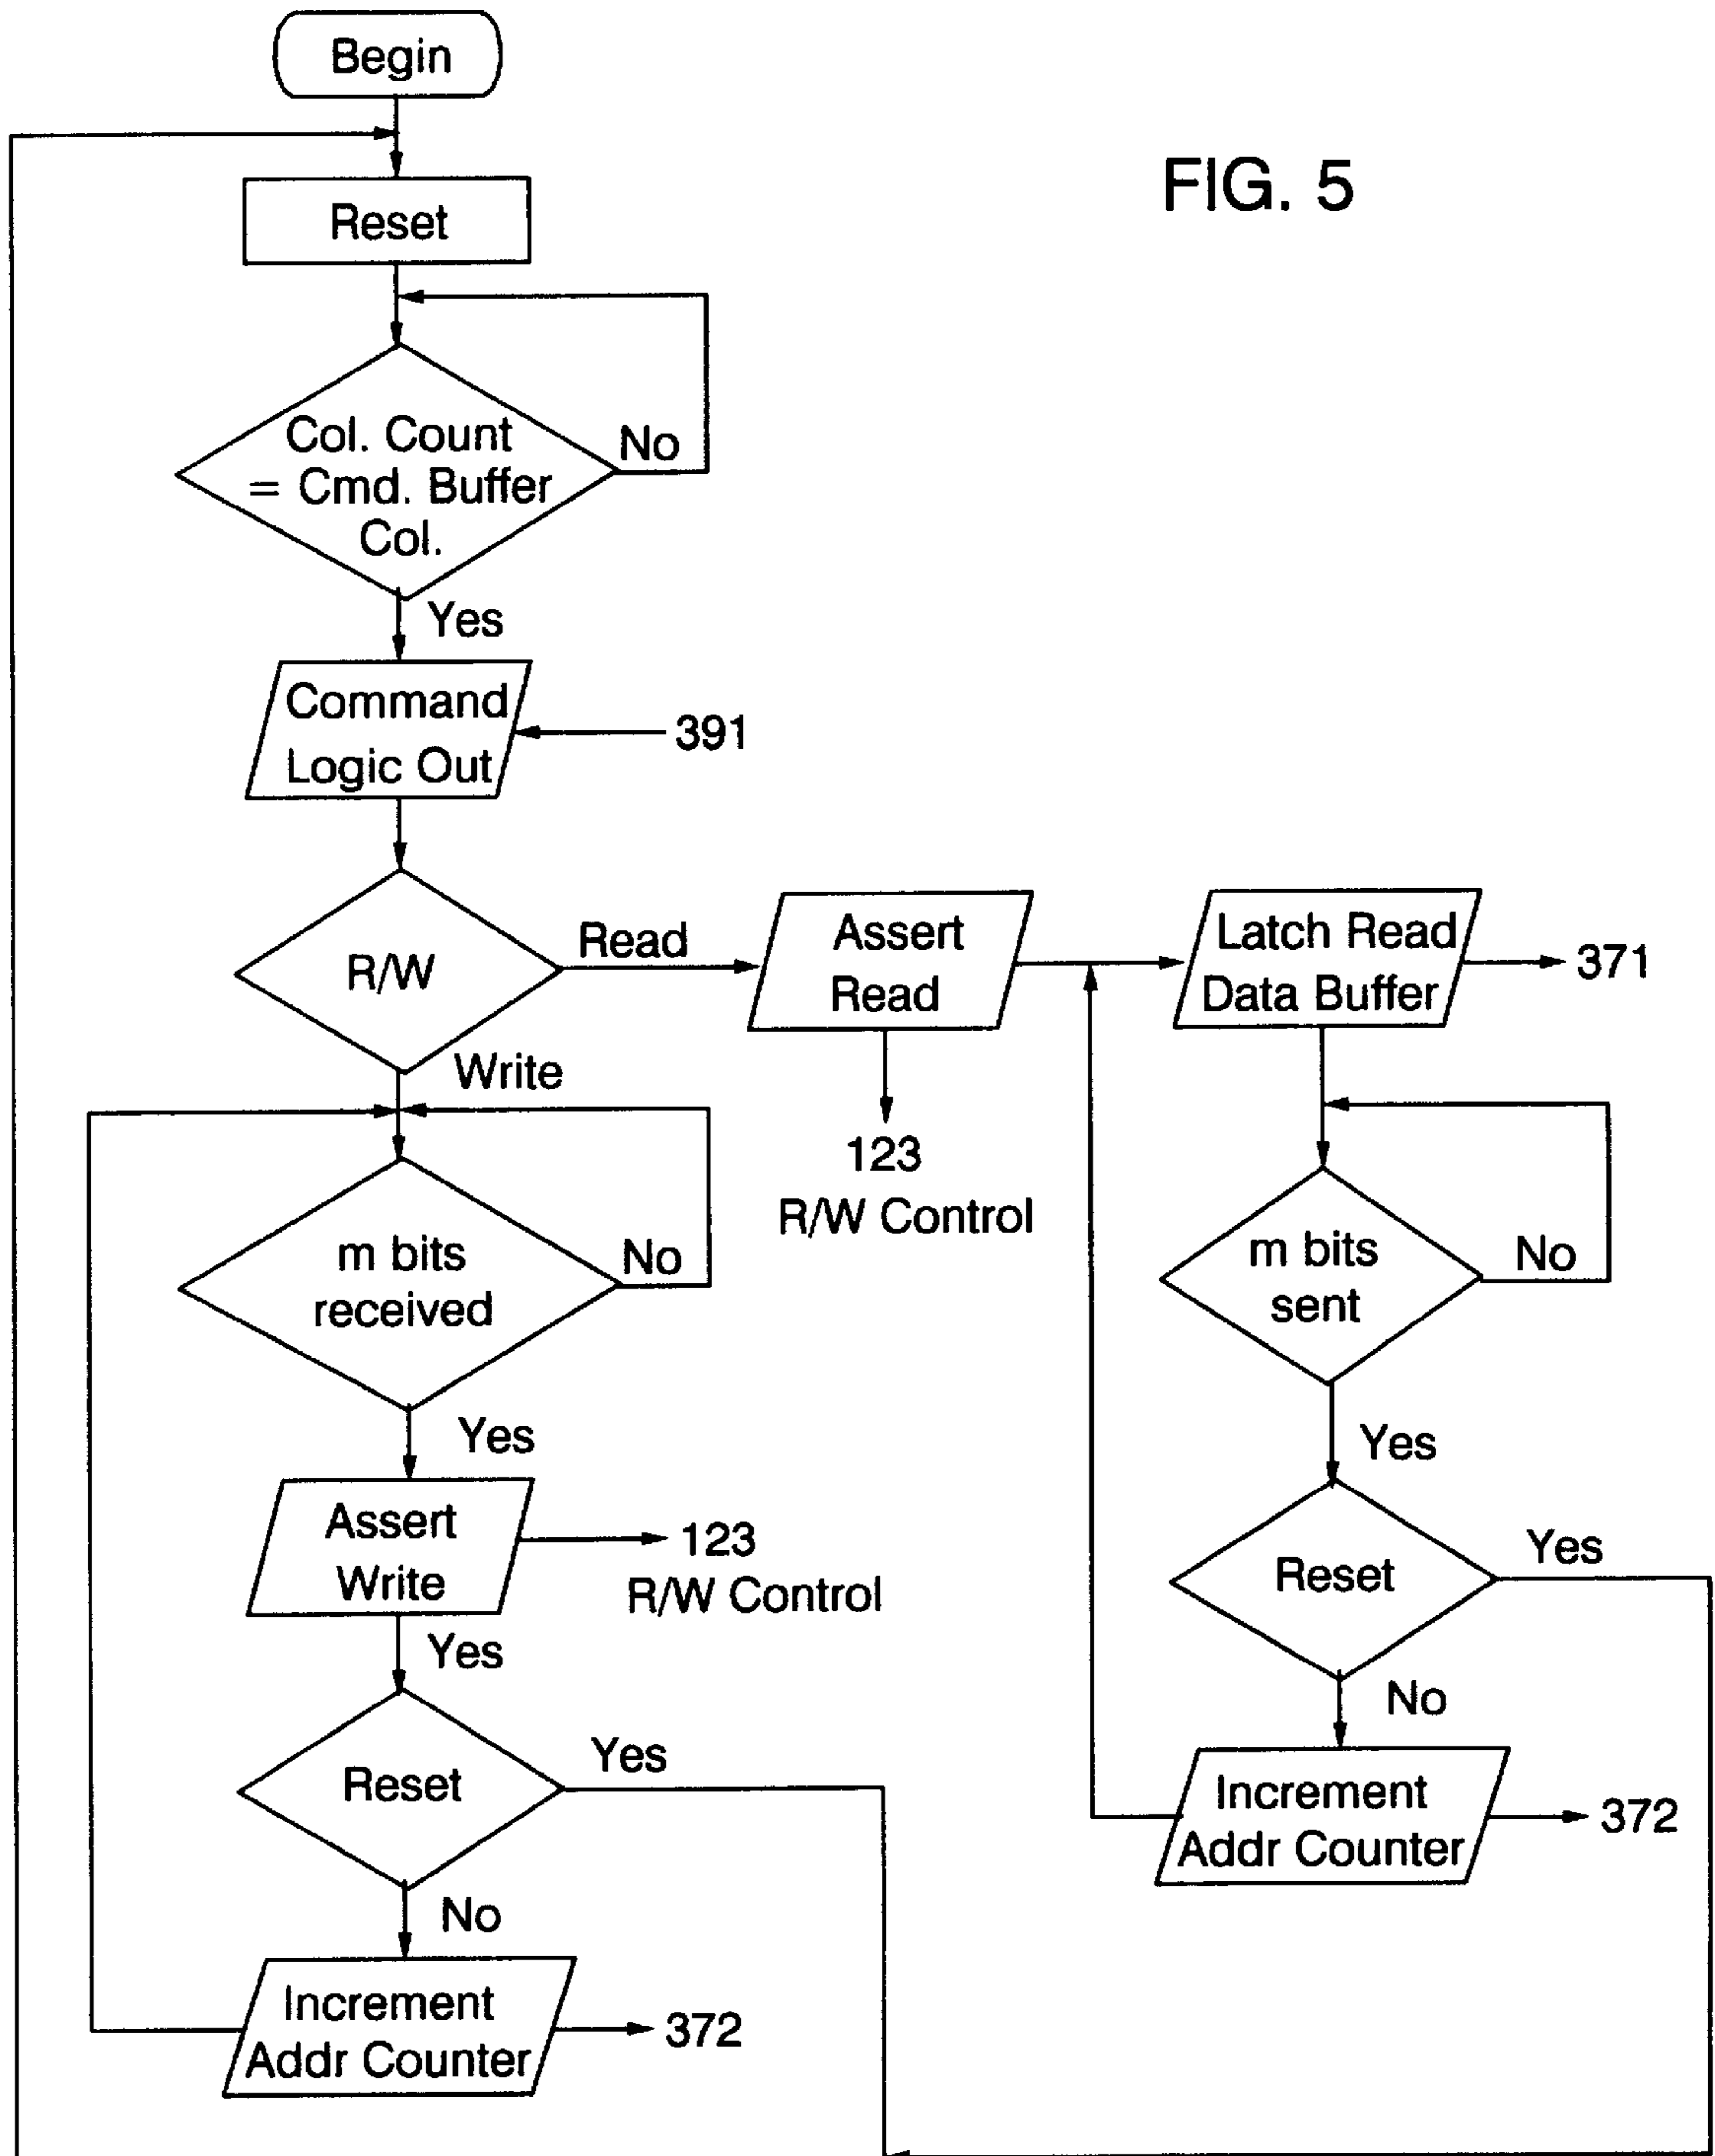 Begin
FIG. 5
Reset
Col. Count
= Cmd. Buffer
Col.
No
Yes
Command
Logic Out
391
R/W
Read
Assert
Read
Latch Read
Data Buffer
371
Write
123
R/W Control
m bits
received
No
m bits
sent
No
Yes
Yes
Assert
Write
123
R/W Control
Reset
Yes
Yes
Reset
Yes
No
Increment
Addr Counter
372
No
Increment
Addr Counter
372